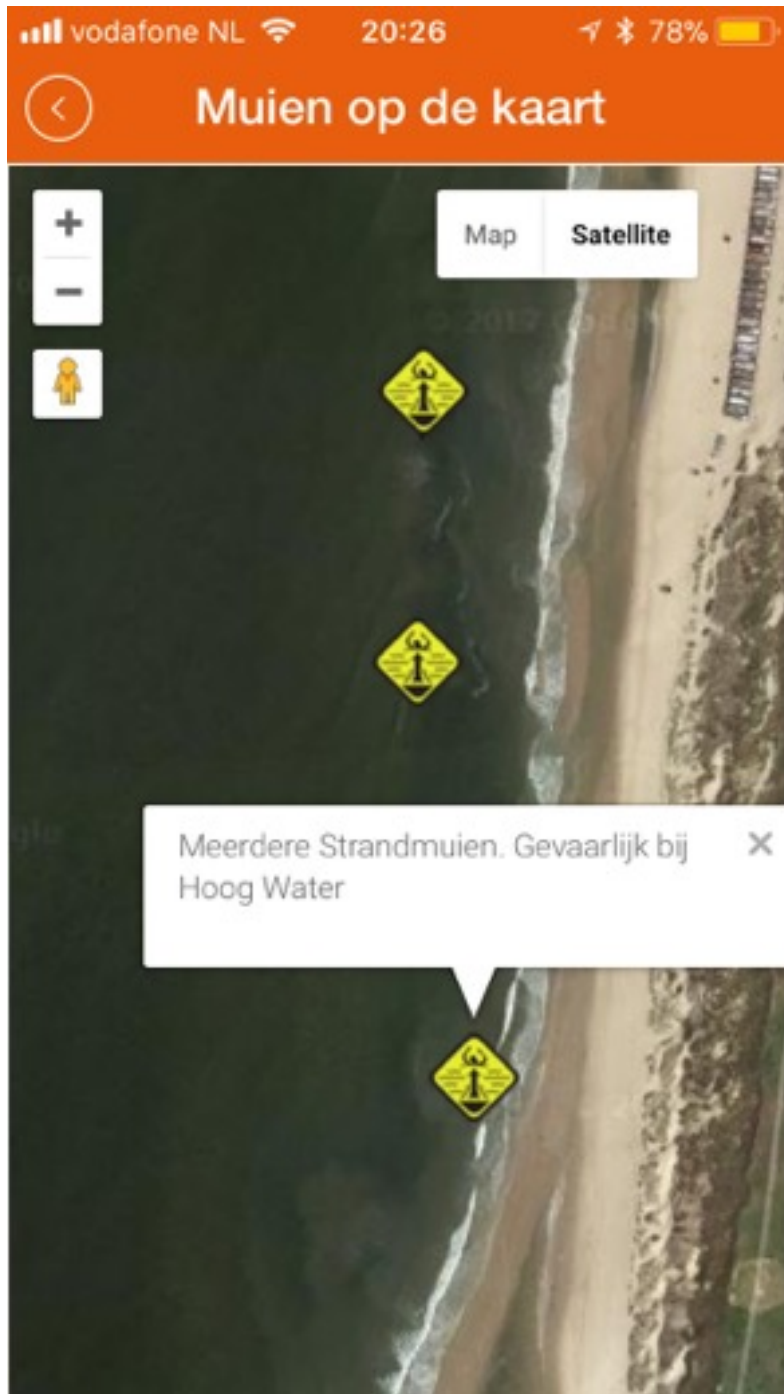 vodafone NL 20:26 78%
Muien op de kaart
Map Satellite
Meerdere Strandmuien. Gevaarlijk bij
Hoog Water